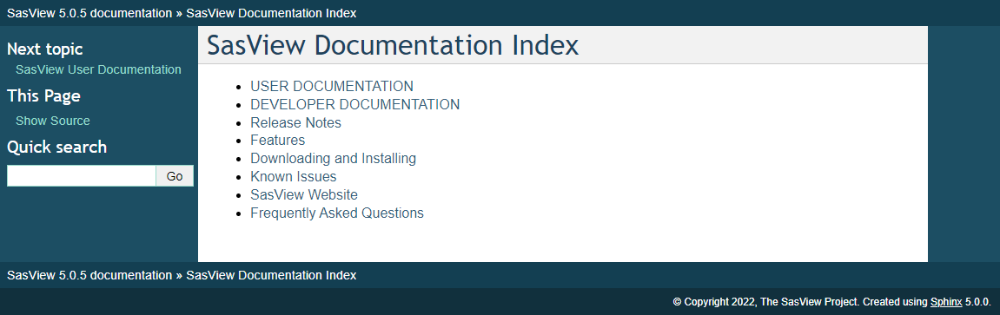 SasView 5.0.5 documentation » SasView Documentation Index
Next topic
SasView User Documentation
This Page
Show Source
Quick search
Go
SasView Documentation Index
USER DOCUMENTATION
DEVELOPER DOCUMENTATION
Release Notes
Features
Downloading and Installing
Known Issues
SasView Website
Frequently Asked Questions
SasView 5.0.5 documentation » SasView Documentation Index
© Copyright 2022, The SasView Project. Created using Sphinx 5.0.0.